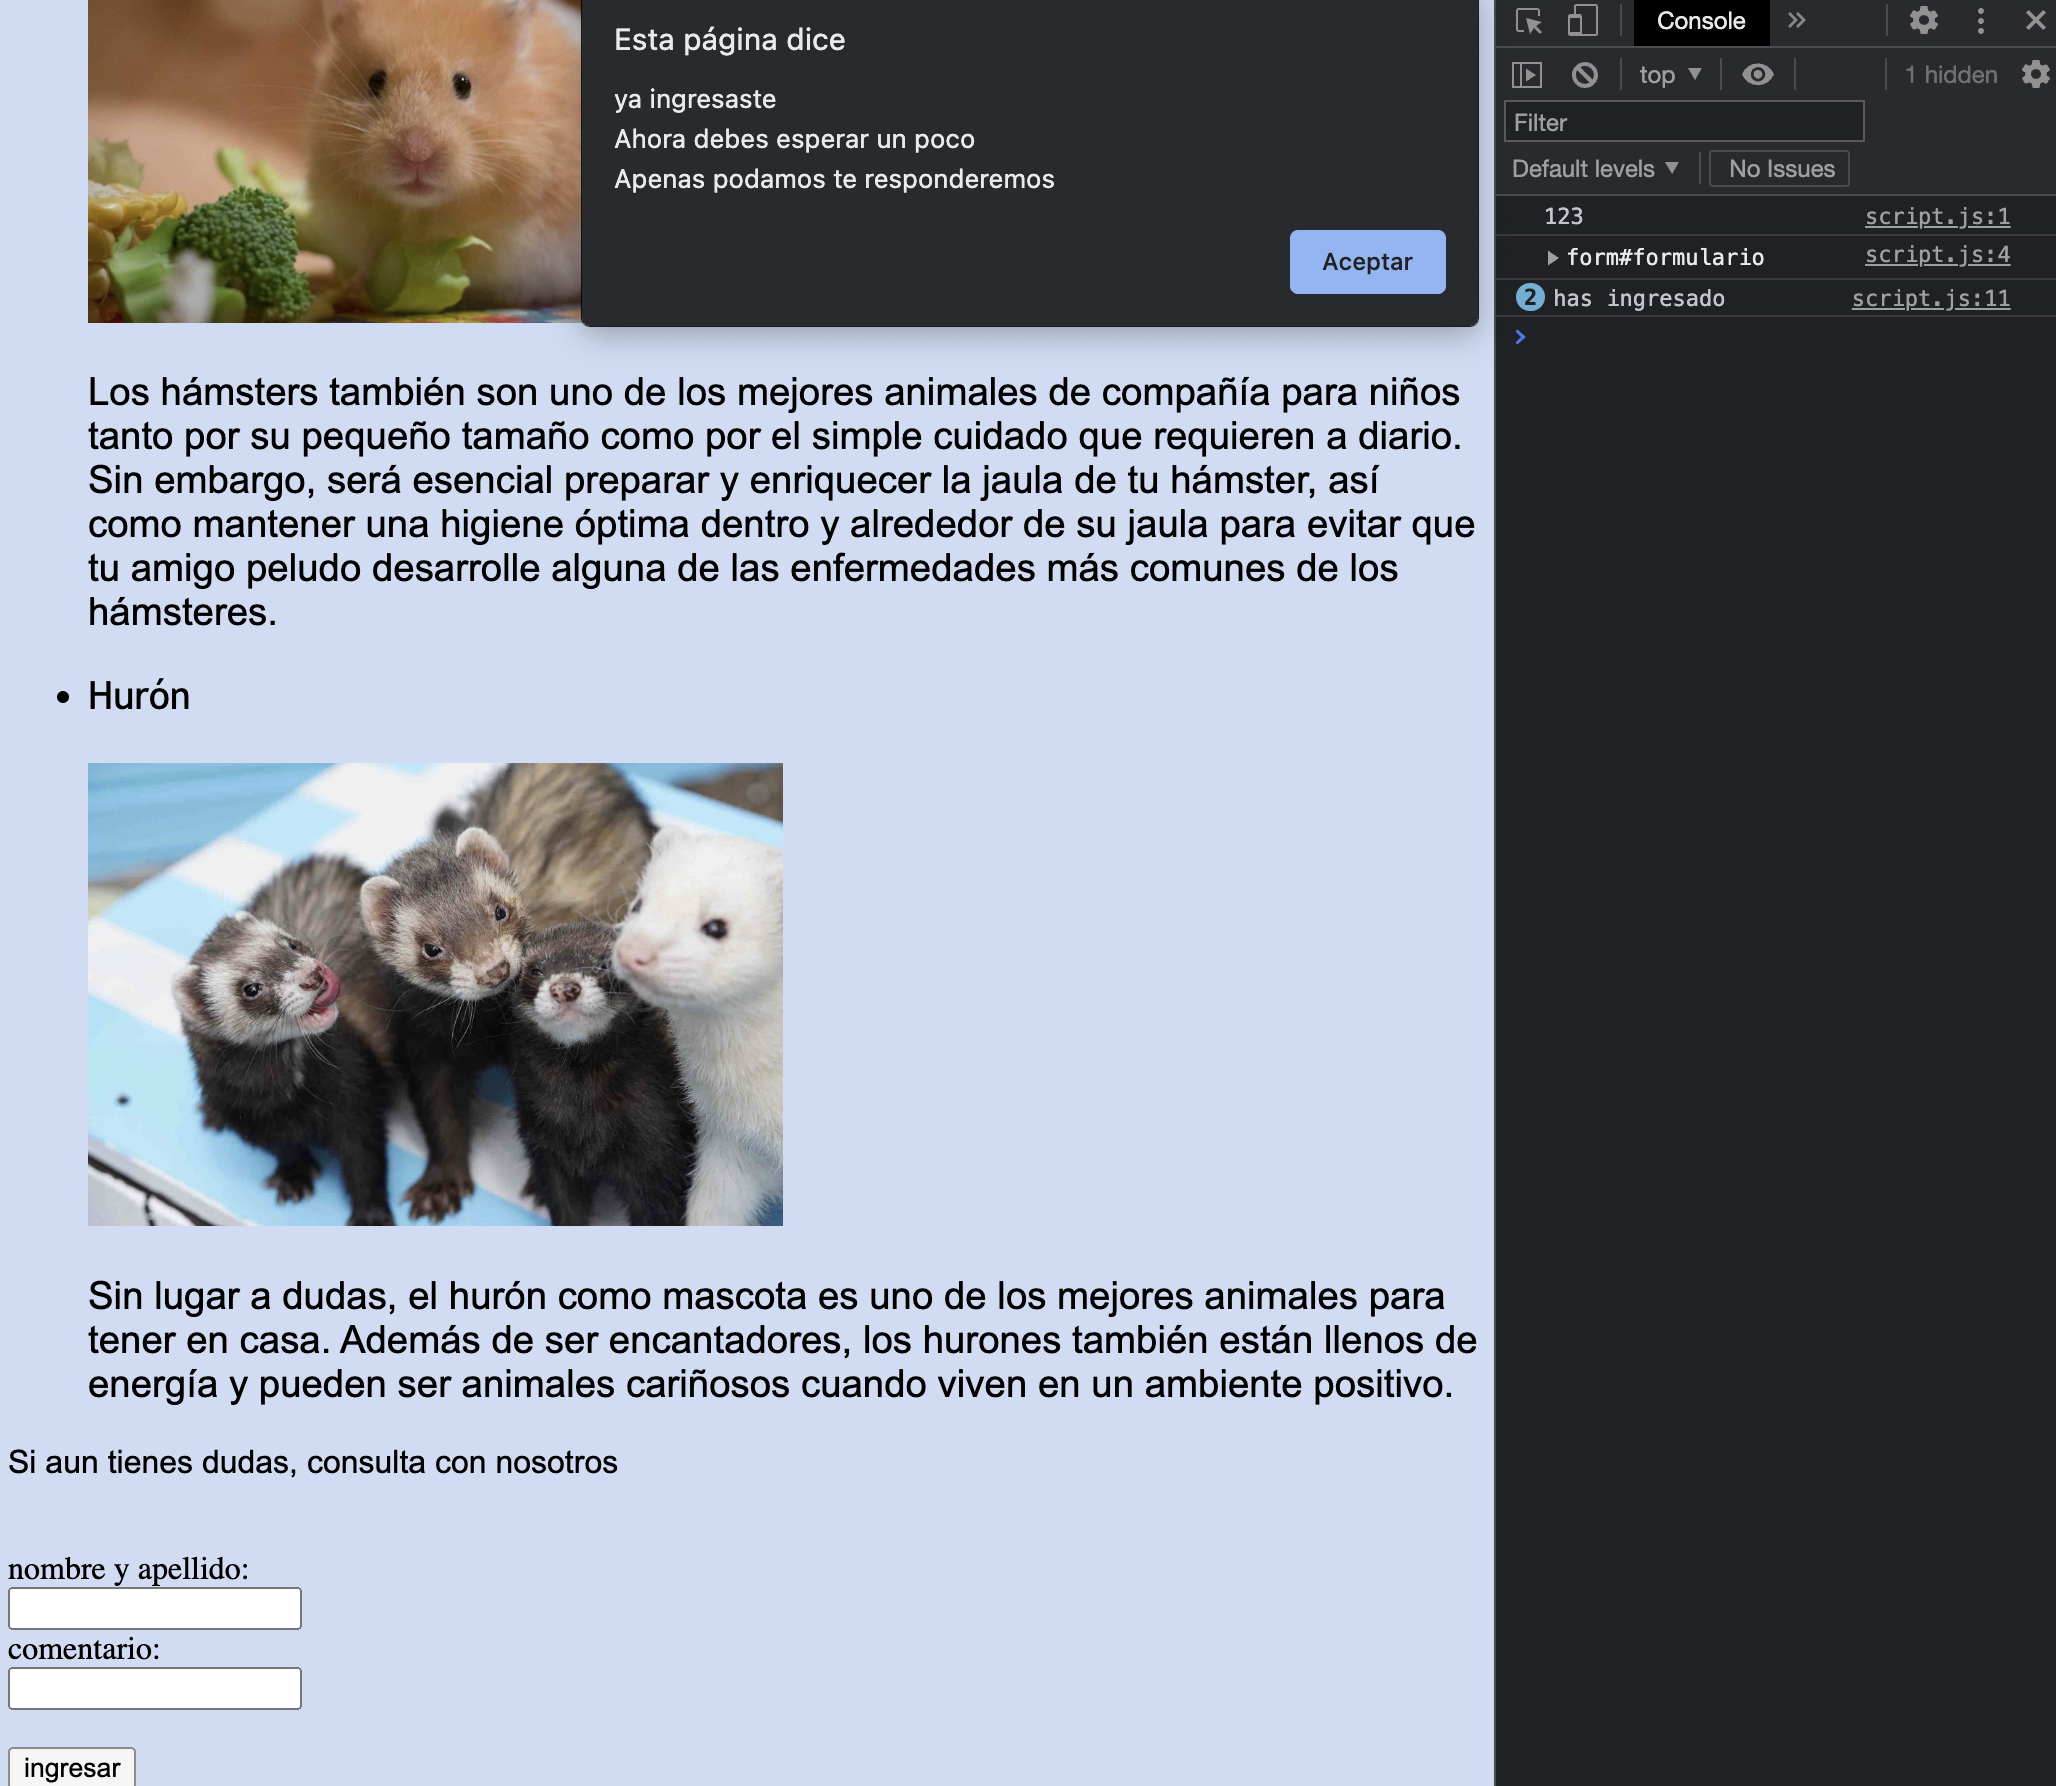 Esta página dice
ya ingresaste
Ahora debes esperar un poco
Apenas podamos te responderemos
Aceptar
Los hámsters también son uno de los mejores animales de compañía para niños
tanto por su pequeño tamaño como por el simple cuidado que requieren a diario.
Sin embargo, será esencial preparar y enriquecer la jaula de tu hámster, así
como mantener una higiene óptima dentro y alrededor de su jaula para evitar que
tu amigo peludo desarrolle alguna de las enfermedades más comunes de los
hámsteres.
• Hurón
Sin lugar a dudas, el hurón como mascota es uno de los mejores animales para
tener en casa. Además de ser encantadores, los hurones también están llenos de
energía y pueden ser animales cariñosos cuando viven en un ambiente positivo.
Si aun tienes dudas, consulta con nosotros
nombre y apellido:
comentario:
ingresar
Console
top
1 hidden
Filter
Default levels
No Issues
123 script.js:1
form#formulario script.js:4
2 has ingresado script.js:11